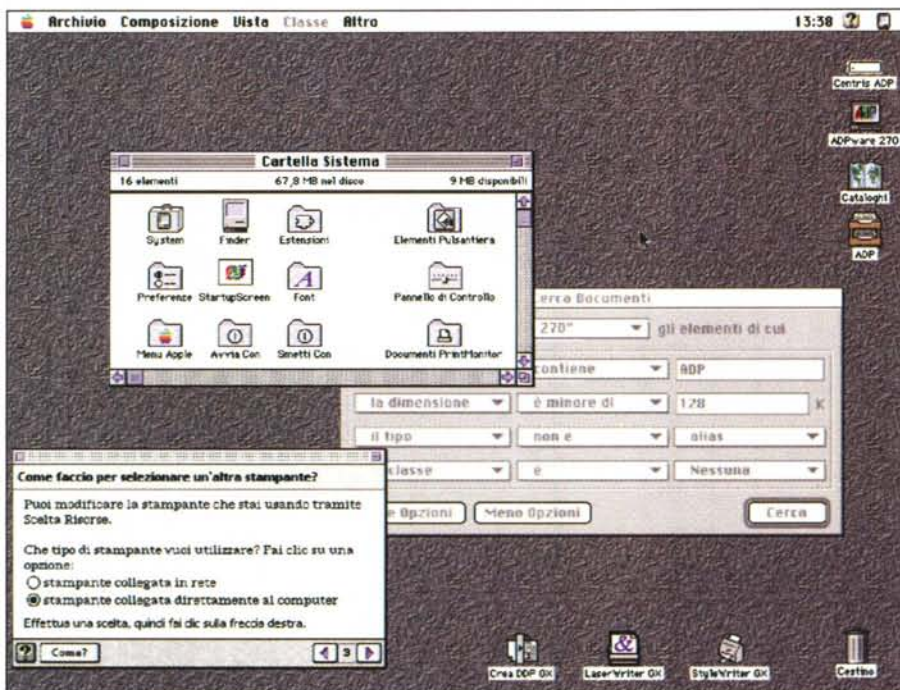 Archivio Composizione Vista Classe Altro
13:38
Centris ADP
ADPware 270
Cataloghi
ADP
Cartella Sistema
16 elementi 67,8 MB nel disco 9 MB disponibili
System Finder Estensioni Elementi Pulsantiera
Preferenze StartupScreen Font Pannello di Controllo
Menu Apple Avvia Con Smetti Con Documenti PrintMonitor
erca Documenti
270" gli elementi di cui
contiene ADP
la dimensione è minore di 128 K
il tipo non è alias
classe è Nessuna
e Opzioni Meno Opzioni Cerca
Come faccio per selezionare un'altra stampante?
Puoi modificare la stampante che stai usando tramite
Scelta Risorse.
Che tipo di stampante vuoi utilizzare? Fai clic su una
opzione:
stampante collegata in rete
stampante collegata direttamente al computer
Effettua una scelta, quindi fai clic sulla freccia destra.
? Come? 3
Crea DDP GX LaserWriter GX StyleWriter GX Cestino